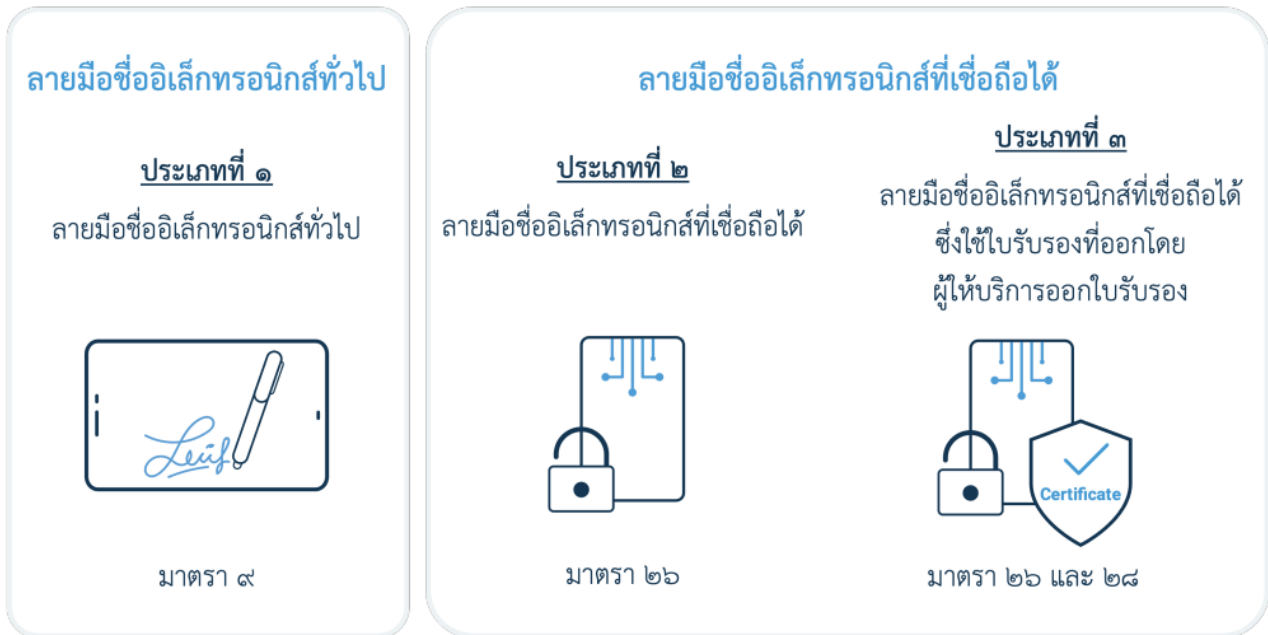 ลายมือชื่ออิเล็กทรอนิกส์ทั่วไป
ประเภทที่ ๑
ลายมือชื่ออิเล็กทรอนิกส์ทั่วไป
มาตรา ๙
ลายมือชื่ออิเล็กทรอนิกส์ที่เชื่อถือได้
ประเภทที่ ๒
ลายมือชื่ออิเล็กทรอนิกส์ที่เชื่อถือได้
มาตรา ๒๖
ประเภทที่ ๓
ลายมือชื่ออิเล็กทรอนิกส์ที่เชื่อถือได้
ซึ่งใช้ใบรับรองที่ออกโดย
ผู้ให้บริการออกใบรับรอง
Certificate
มาตรา ๒๖ และ ๒๘